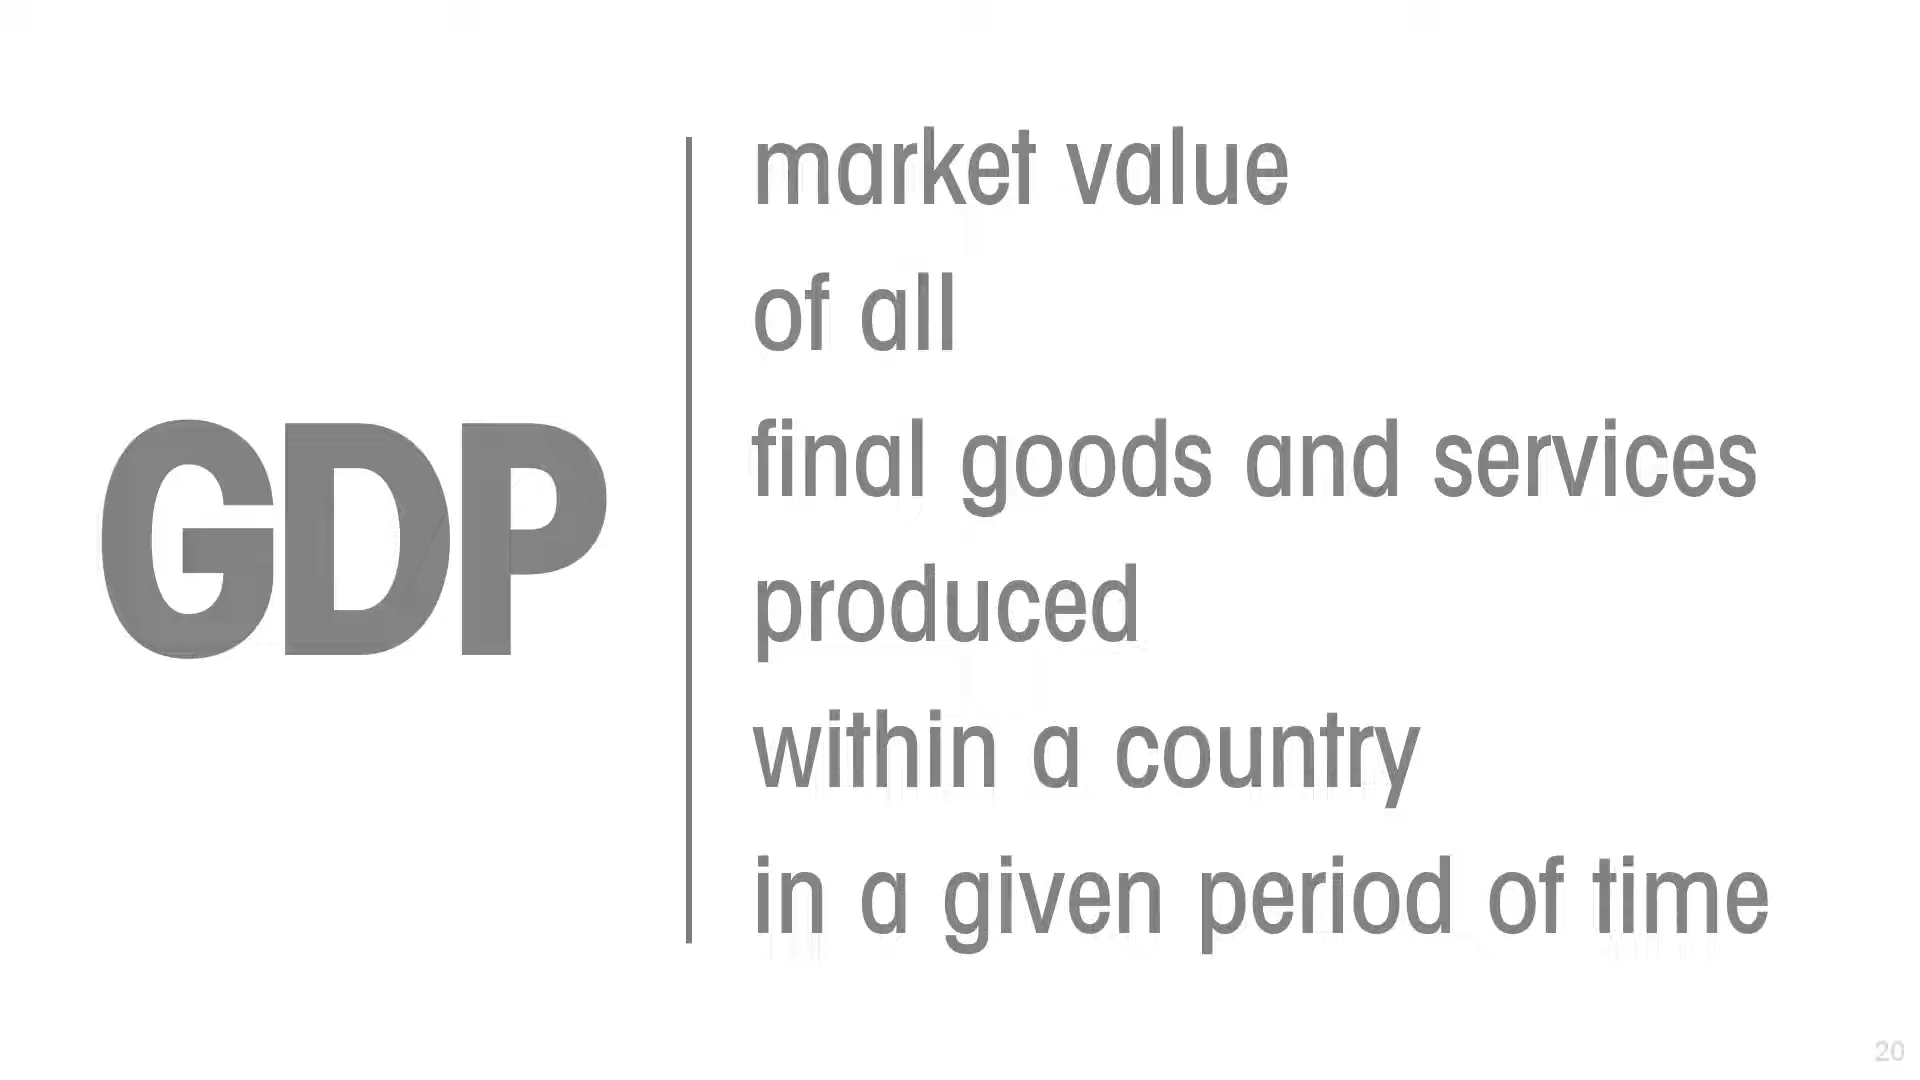 GDP
market value
of all
final goods and services
produced
within a country
in a given period of time
20